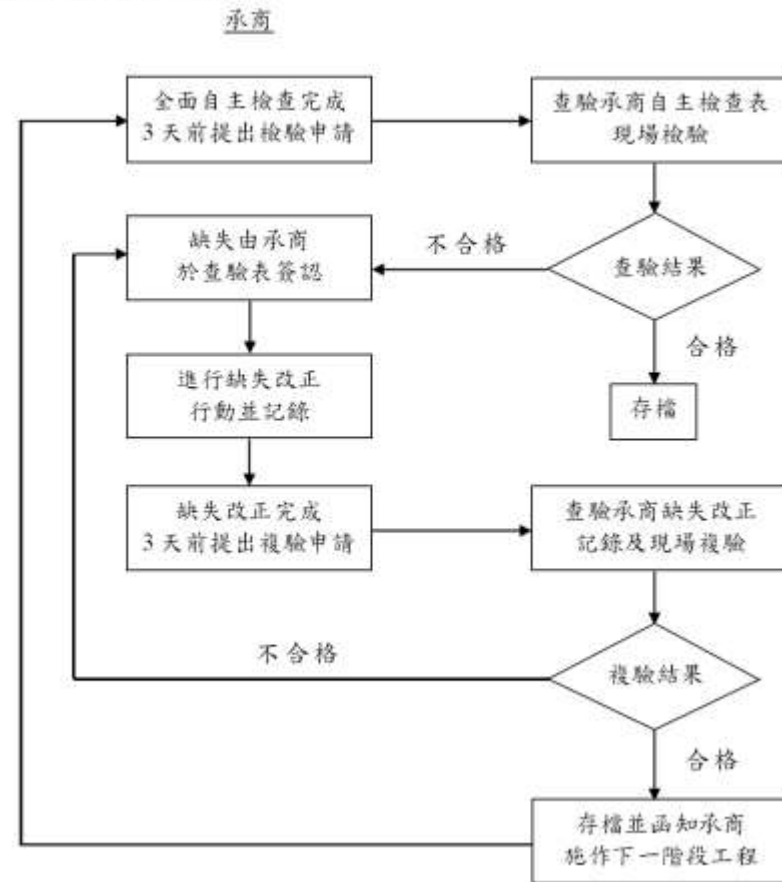 承商
全面自主檢查完成
3天前提出檢驗申請
查驗承商自主檢查表
現場檢驗
缺失由承商
於查驗表簽認
不合格
查驗結果
合格
進行缺失改正
行動並記錄
存檔
缺失改正完成
3天前提出複驗申請
查驗承商缺失改正
記錄及現場複驗
不合格
複驗結果
合格
存檔並函知承商
施作下一階段工程